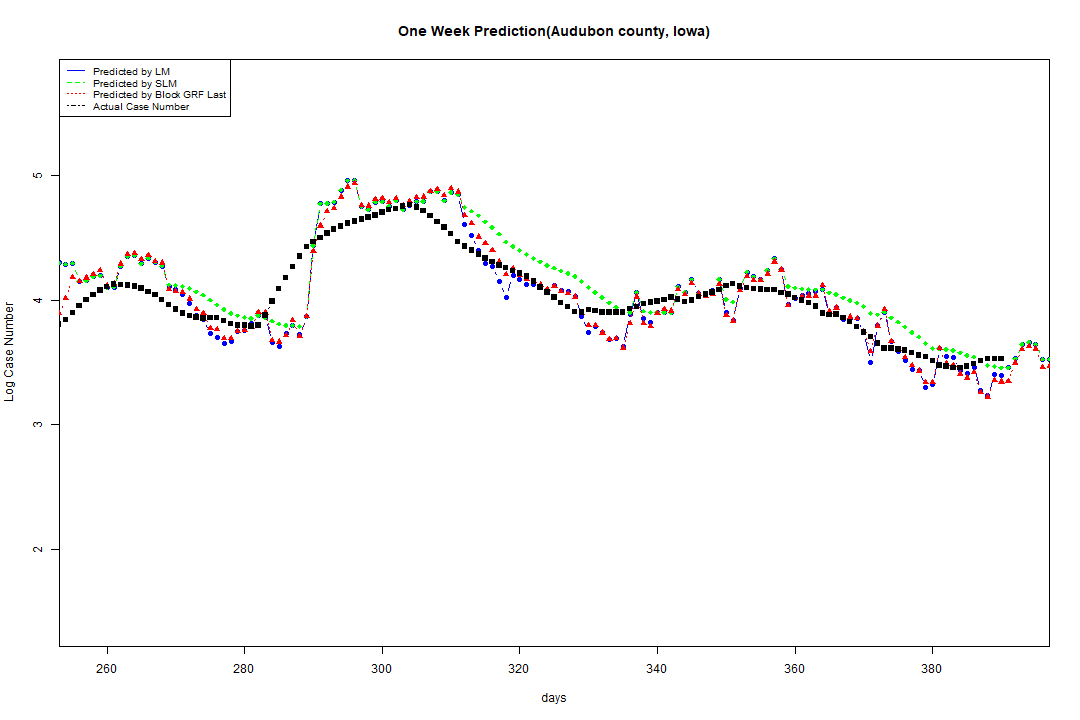 One Week Prediction(Audubon county, Iowa)
Predicted by LM
Predicted by SLM
Predicted by Block GRF Last
Actual Case Number
Log Case Number
5
4
3
2
260 280 300 320 340 360 380
days